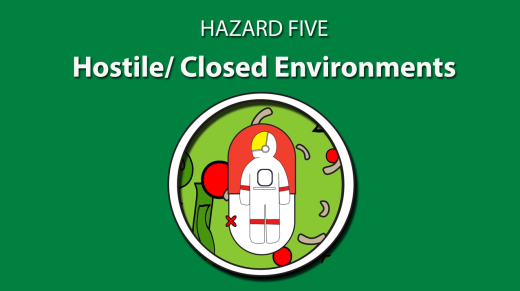 HAZARD FIVE
Hostile/ Closed Environments